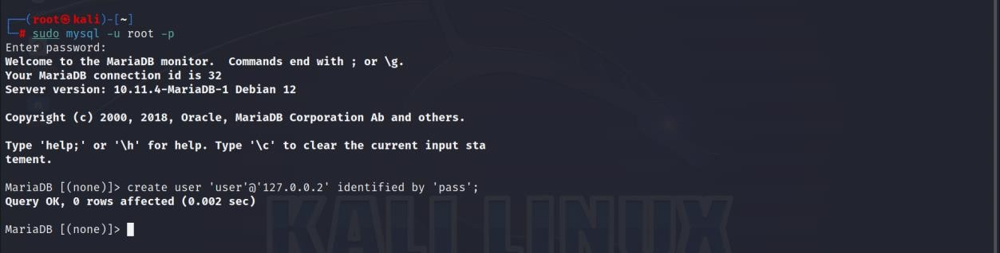 ┌──(root㉿kali)-[~]
└─# sudo mysql -u root -p
Enter password:
Welcome to the MariaDB monitor.  Commands end with ; or \g.
Your MariaDB connection id is 32
Server version: 10.11.4-MariaDB-1 Debian 12

Copyright (c) 2000, 2018, Oracle, MariaDB Corporation Ab and others.

Type 'help;' or '\h' for help. Type '\c' to clear the current input sta
tement.

MariaDB [(none)]> create user 'user'@'127.0.0.2' identified by 'pass';
Query OK, 0 rows affected (0.002 sec)

MariaDB [(none)]>
KALI LINUX